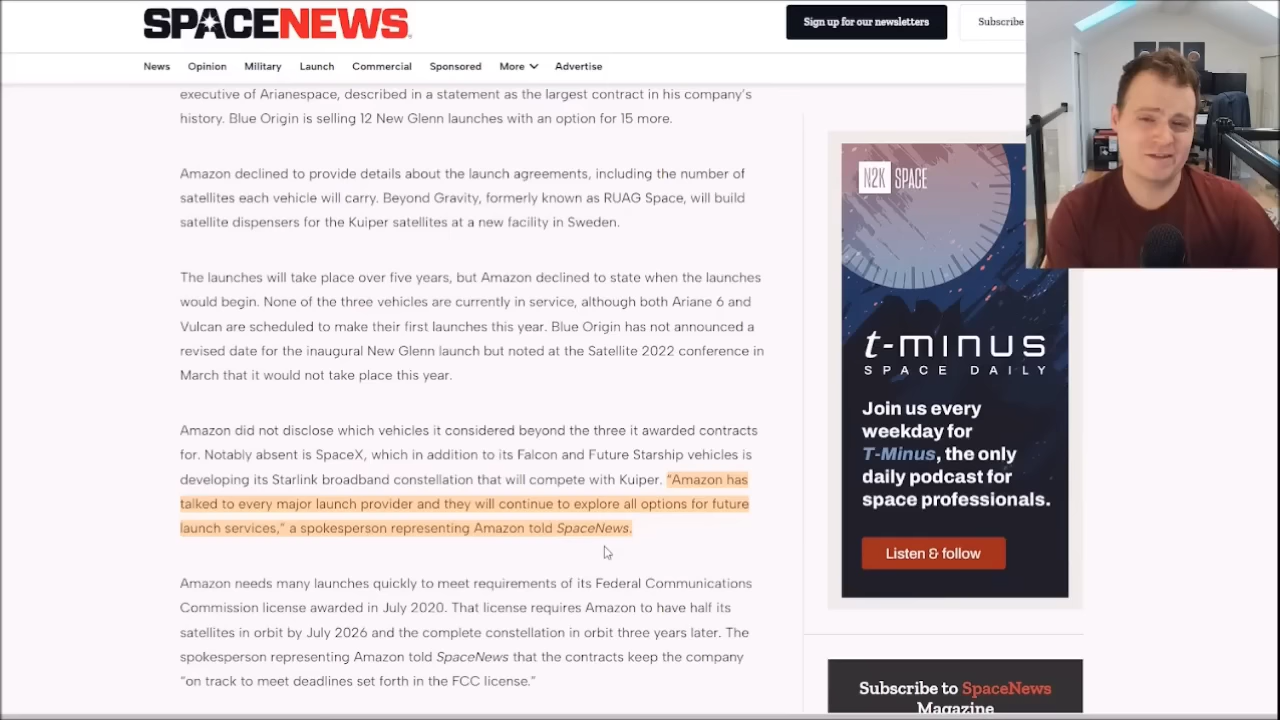 SPACENEWS
Sign up for our newsletters
Subscribe
News
Opinion
Military
Launch
Commercial
Sponsored
More
Advertise
executive of Arianespace, described in a statement as the largest contract in his company's
history. Blue Origin is selling 12 New Glenn launches with an option for 15 more.
Amazon declined to provide details about the launch agreements, including the number of
satellites each vehicle will carry. Beyond Gravity, formerly known as RUAG Space, will build
satellite dispensers for the Kuiper satellites at a new facility in Sweden.
The launches will take place over five years, but Amazon declined to state when the launches
would begin. None of the three vehicles are currently in service, although both Ariane 6 and
Vulcan are scheduled to make their first launches this year. Blue Origin has not announced a
revised date for the inaugural New Glenn launch but noted at the Satellite 2022 conference in
March that it would not take place this year.
Amazon did not disclose which vehicles it considered beyond the three it awarded contracts
for. Notably absent is SpaceX, which in addition to its Falcon and Future Starship vehicles is
developing its Starlink broadband constellation that will compete with Kuiper. “Amazon has
talked to every major launch provider and they will continue to explore all options for future
launch services,” a spokesperson representing Amazon told SpaceNews.
Amazon needs many launches quickly to meet requirements of its Federal Communications
Commission license awarded in July 2020. That license requires Amazon to have half its
satellites in orbit by July 2026 and the complete constellation in orbit three years later. The
spokesperson representing Amazon told SpaceNews that the contracts keep the company
“on track to meet deadlines set forth in the FCC license.”
N2K SPACE
t-minus
SPACE DAILY
Join us every
weekday for
T-Minus, the only
daily podcast for
space professionals.
Listen & follow
Subscribe to SpaceNews
Magazine